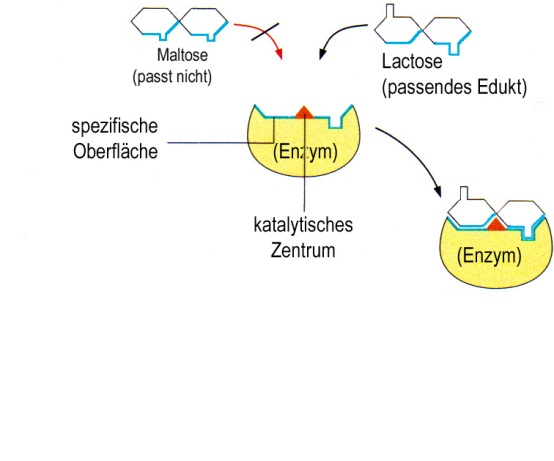 Maltose
(passt nicht)
Lactose
(passendes Edukt)
spezifische
Oberfläche
(Enzym)
katalytisches
Zentrum
(Enzym)